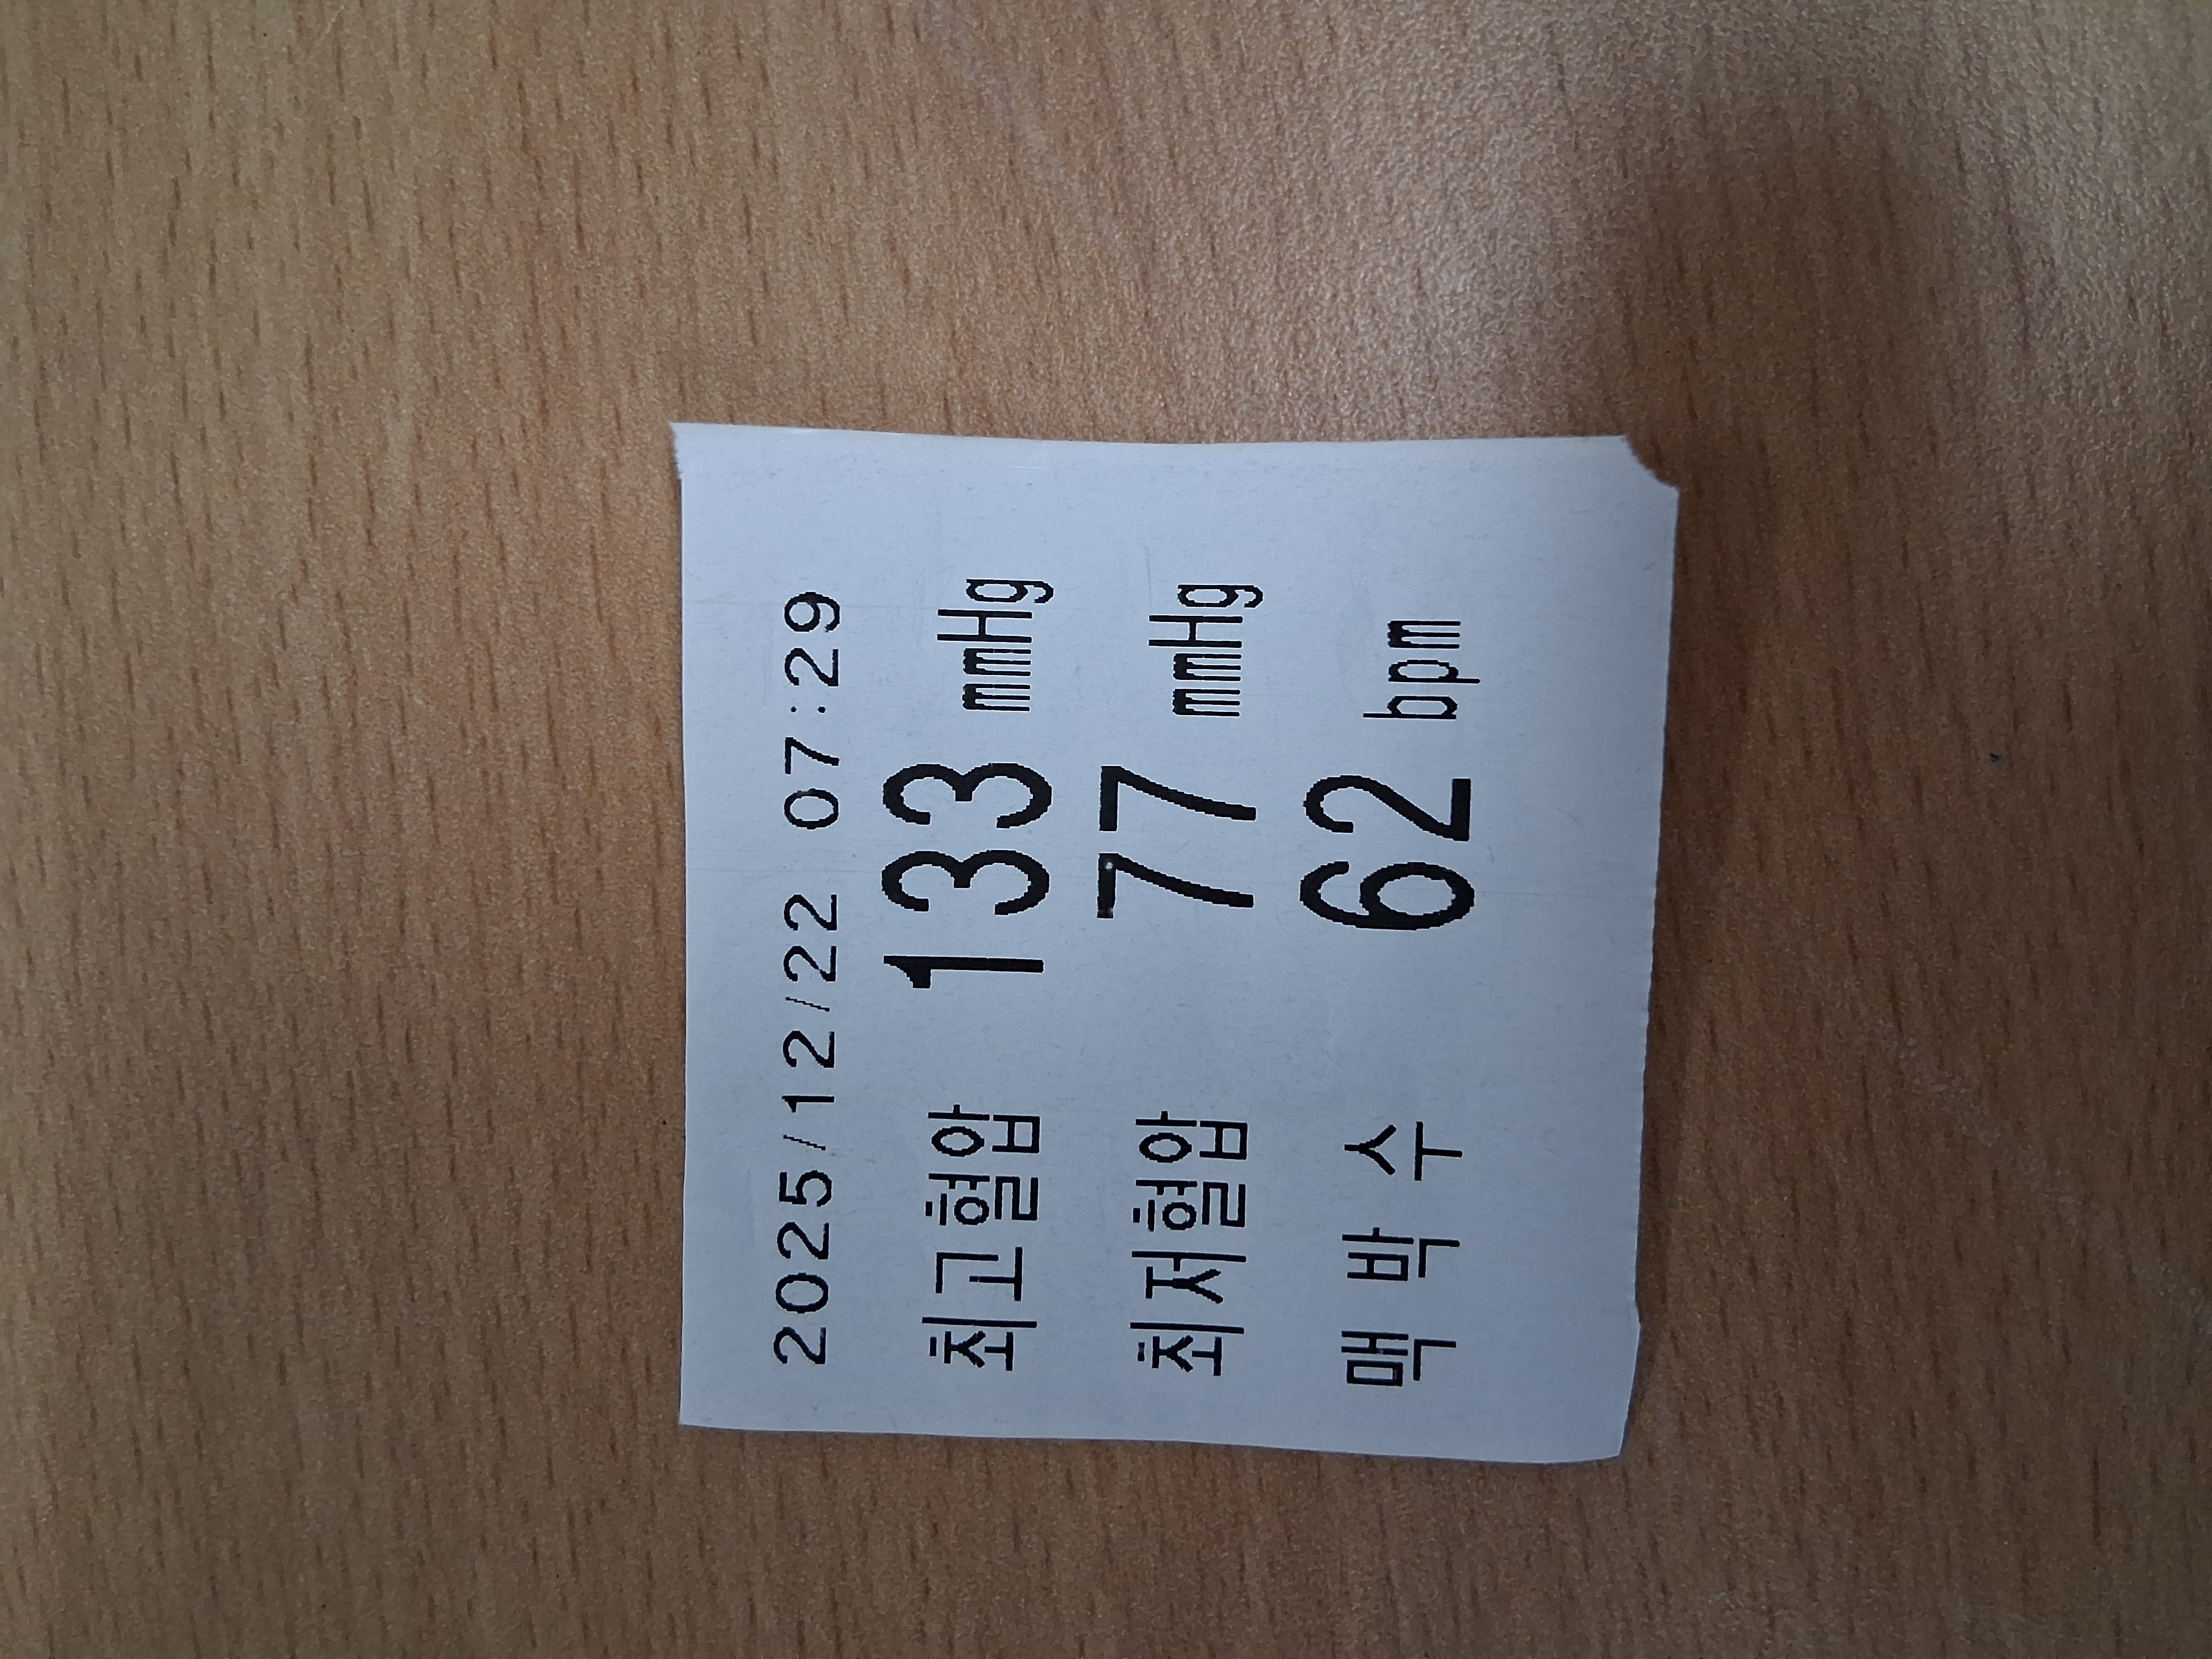 2025/12/22 07:29
최고혈압 133 mmHg
최저혈압 77 mmHg
맥 박 수 62 bpm